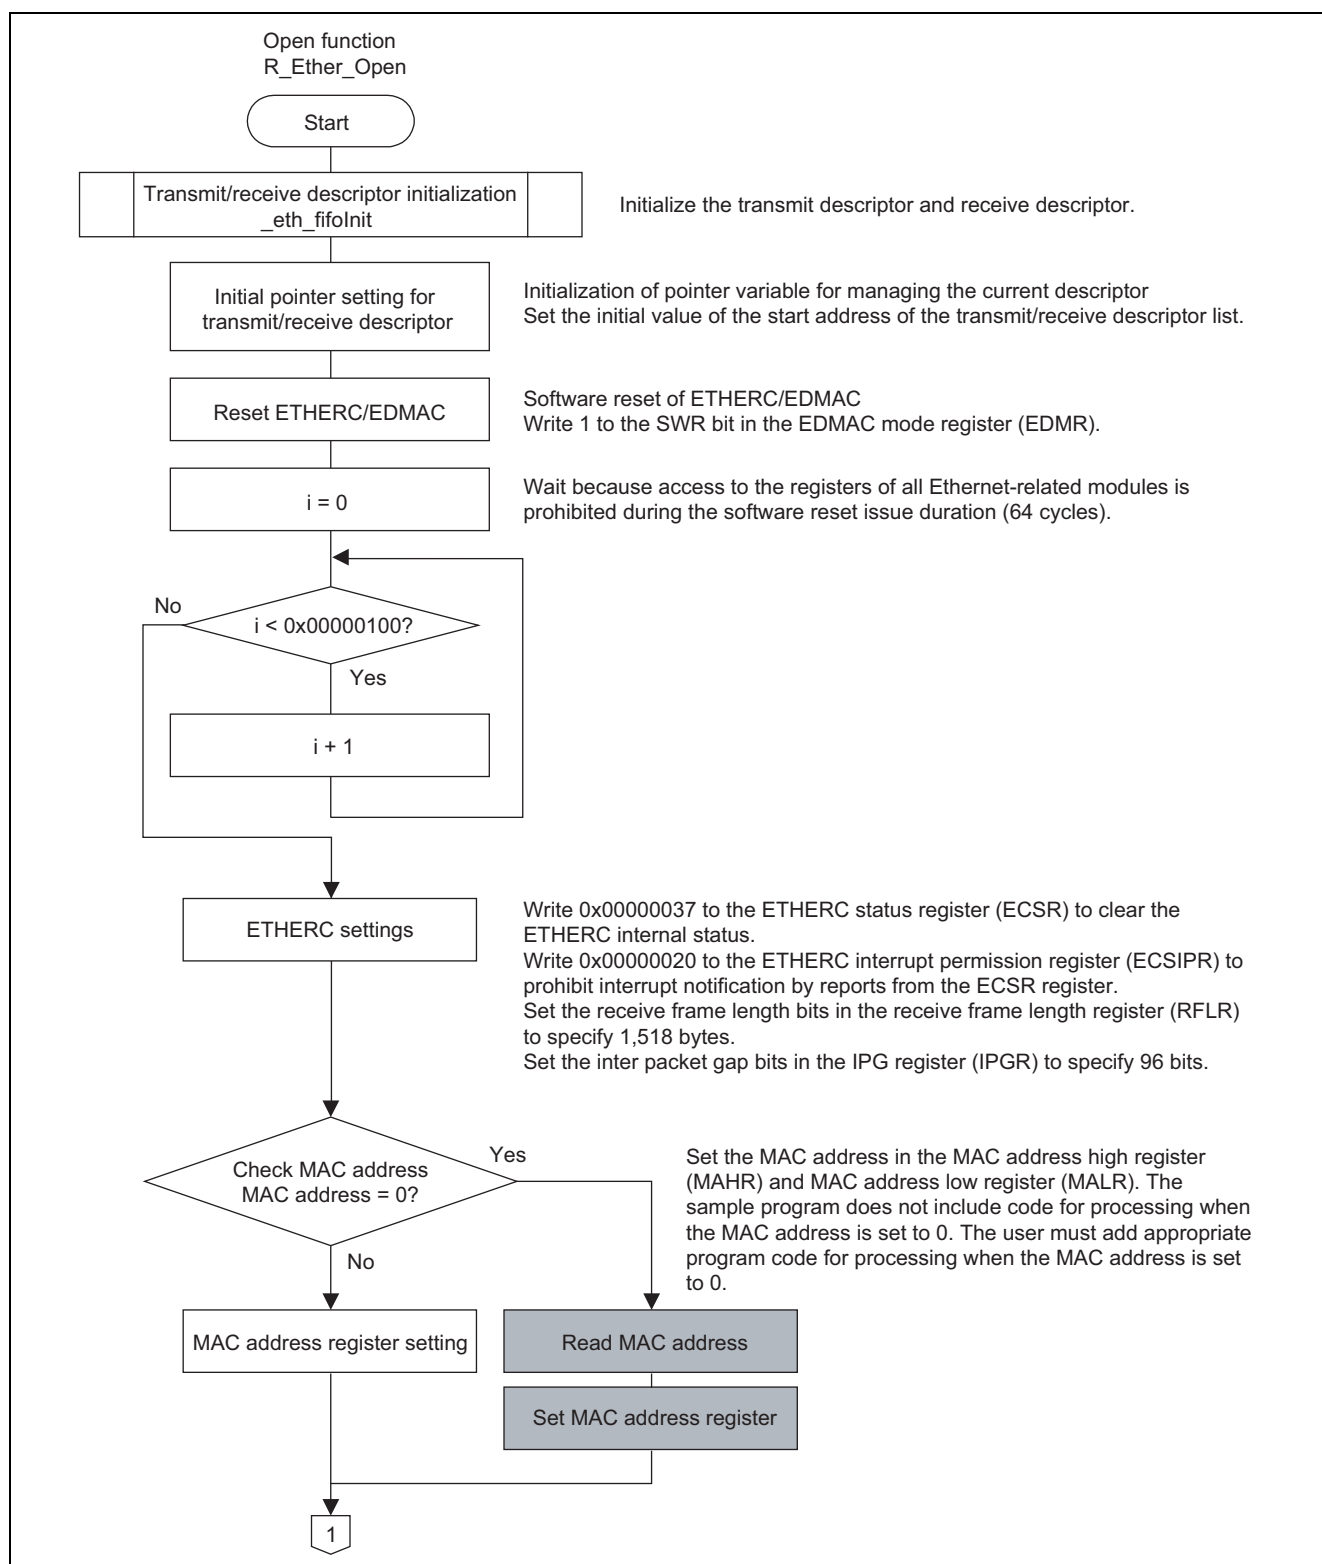 Open function
R_Ether_Open
Start
Transmit/receive descriptor initialization
_eth_fifoInit
Initialize the transmit descriptor and receive descriptor.
Initial pointer setting for
transmit/receive descriptor
Initialization of pointer variable for managing the current descriptor
Set the initial value of the start address of the transmit/receive descriptor list.
Reset ETHERC/EDMAC
Software reset of ETHERC/EDMAC
Write 1 to the SWR bit in the EDMAC mode register (EDMR).
i = 0
Wait because access to the registers of all Ethernet-related modules is
prohibited during the software reset issue duration (64 cycles).
No
i < 0x00000100?
Yes
i + 1
ETHERC settings
Write 0x00000037 to the ETHERC status register (ECSR) to clear the
ETHERC internal status.
Write 0x00000020 to the ETHERC interrupt permission register (ECSIPR) to
prohibit interrupt notification by reports from the ECSR register.
Set the receive frame length bits in the receive frame length register (RFLR)
to specify 1,518 bytes.
Set the inter packet gap bits in the IPG register (IPGR) to specify 96 bits.
Check MAC address
MAC address = 0?
Yes
No
Set the MAC address in the MAC address high register
(MAHR) and MAC address low register (MALR). The
sample program does not include code for processing when
the MAC address is set to 0. The user must add appropriate
program code for processing when the MAC address is set
to 0.
MAC address register setting
Read MAC address
Set MAC address register
1